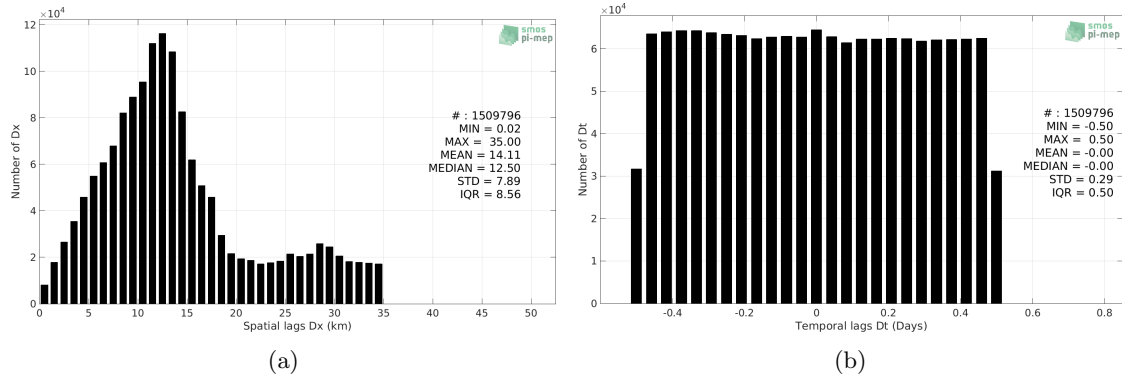 ×10⁴
12
10
8
6
4
2
0
Number of Dx
smos
pi-mep
# : 1509796
MIN = 0.02
MAX = 35.00
MEAN = 14.11
MEDIAN = 12.50
STD = 7.89
IQR = 8.56
0 5 10 15 20 25 30 35 40 45 50
Spatial lags Dx (km)
(a)
×10⁴
6
5
4
3
2
1
0
Number of Dt
smos
pi-mep
# : 1509796
MIN = -0.50
MAX = 0.50
MEAN = -0.00
MEDIAN = -0.00
STD = 0.29
IQR = 0.50
-0.4 -0.2 0 0.2 0.4 0.6 0.8
Temporal lags Dt (Days)
(b)